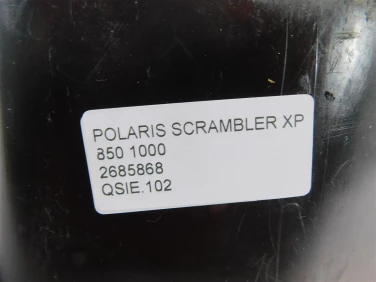 POLARIS SCRAMBLER XP
850 1000
2685868
QSIE.102